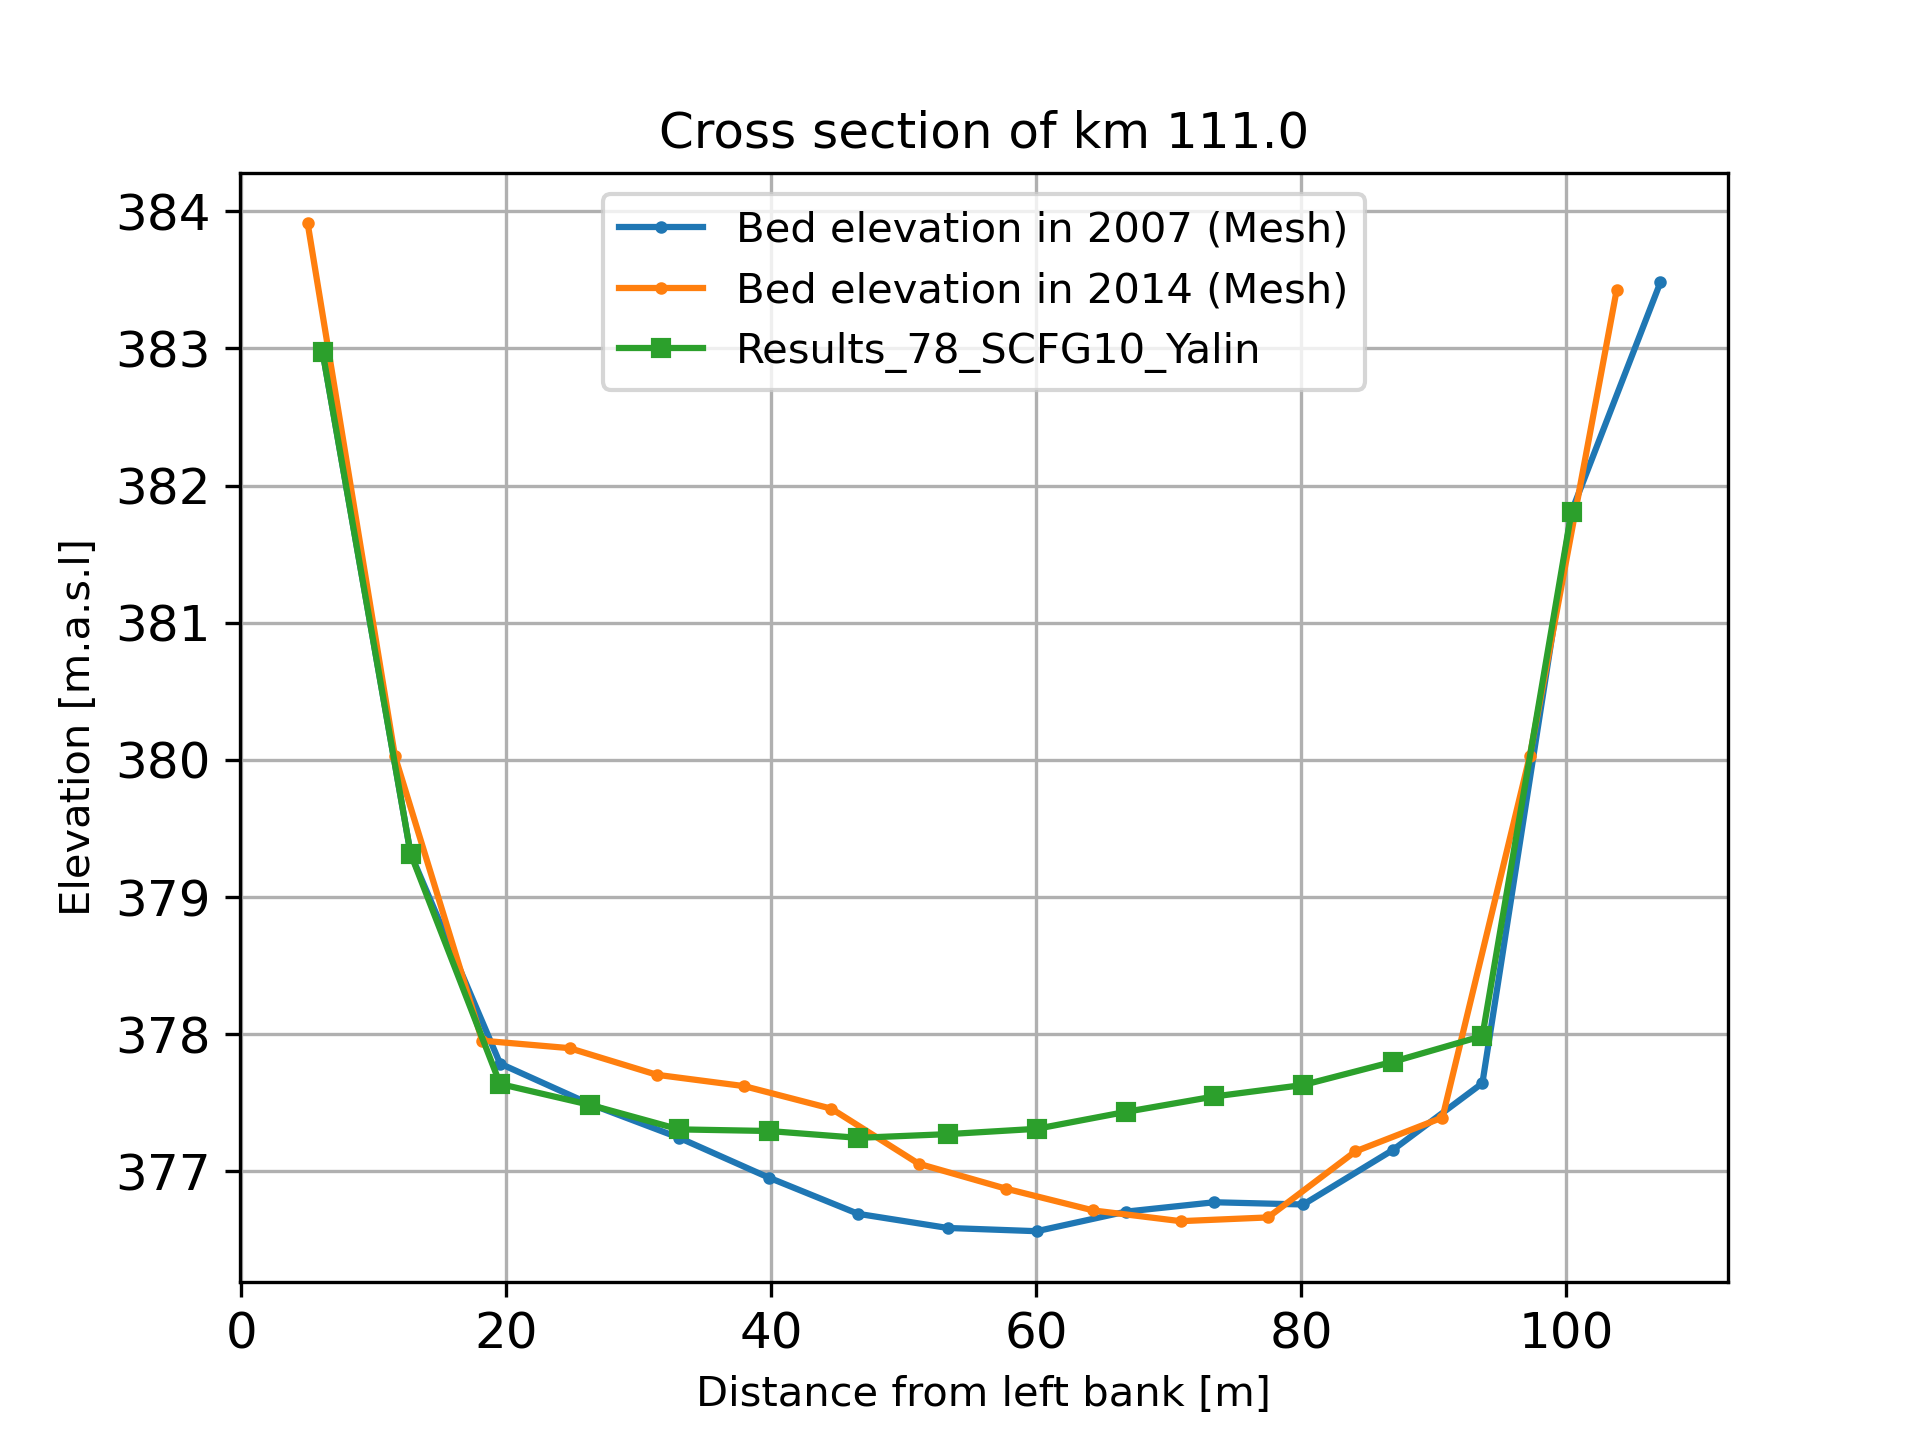 Cross section of km 111.0
Bed elevation in 2007 (Mesh)
Bed elevation in 2014 (Mesh)
Results_78_SCFG10_Yalin
384
383
382
381
380
379
378
377
Elevation [m.a.s.l]
0 20 40 60 80 100
Distance from left bank [m]